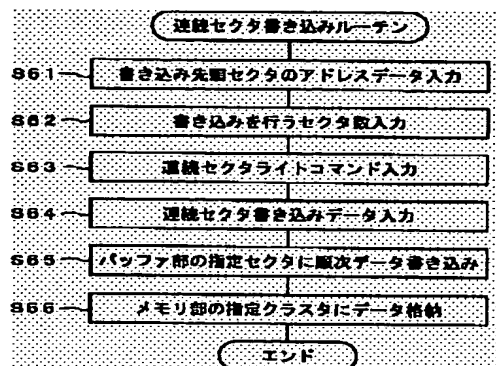 連続セクタ書き込みルーチン
S61 書き込み先頭セクタのアドレスデータ入力
S62 書き込みを行うセクタ数入力
S63 連続セクタライトコマンド入力
S64 連続セクタ書き込みデータ入力
S65 バッファ部の指定セクタに順次データ書き込み
S66 メモリ部の指定クラスタにデータ格納
エンド